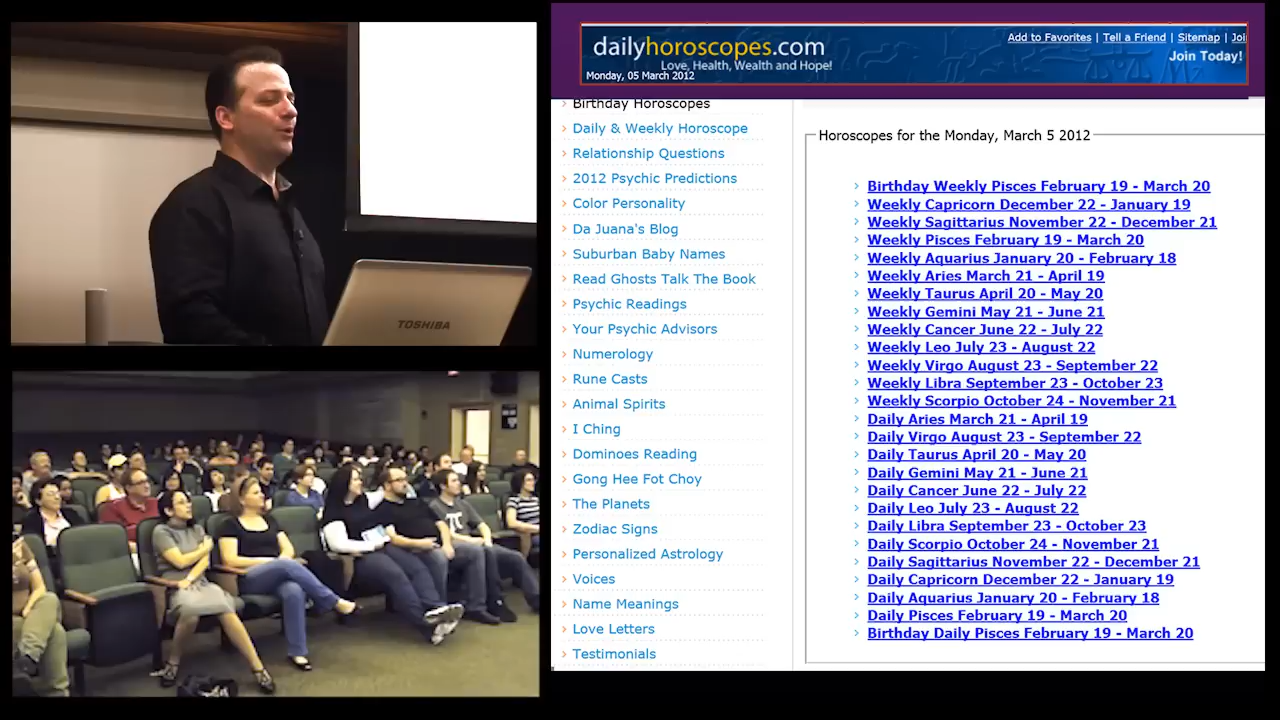 dailyhoroscopes.com
Love, Health, Wealth and Hope!
Monday, 05 March 2012
Add to Favorites | Tell a Friend | Sitemap | Joi
Join Today!
Birthday Horoscopes
Daily & Weekly Horoscope
Relationship Questions
2012 Psychic Predictions
Color Personality
Da Juana's Blog
Suburban Baby Names
Read Ghosts Talk The Book
Psychic Readings
Your Psychic Advisors
Numerology
Rune Casts
Animal Spirits
I Ching
Dominoes Reading
Gong Hee Fot Choy
The Planets
Zodiac Signs
Personalized Astrology
Voices
Name Meanings
Love Letters
Testimonials
Horoscopes for the Monday, March 5 2012
Birthday Weekly Pisces February 19 - March 20
Weekly Capricorn December 22 - January 19
Weekly Sagittarius November 22 - December 21
Weekly Pisces February 19 - March 20
Weekly Aquarius January 20 - February 18
Weekly Aries March 21 - April 19
Weekly Taurus April 20 - May 20
Weekly Gemini May 21 - June 21
Weekly Cancer June 22 - July 22
Weekly Leo July 23 - August 22
Weekly Virgo August 23 - September 22
Weekly Libra September 23 - October 23
Weekly Scorpio October 24 - November 21
Daily Aries March 21 - April 19
Daily Virgo August 23 - September 22
Daily Taurus April 20 - May 20
Daily Gemini May 21 - June 21
Daily Cancer June 22 - July 22
Daily Leo July 23 - August 22
Daily Libra September 23 - October 23
Daily Scorpio October 24 - November 21
Daily Sagittarius November 22 - December 21
Daily Capricorn December 22 - January 19
Daily Aquarius January 20 - February 18
Daily Pisces February 19 - March 20
Birthday Daily Pisces February 19 - March 20
TOSHIBA